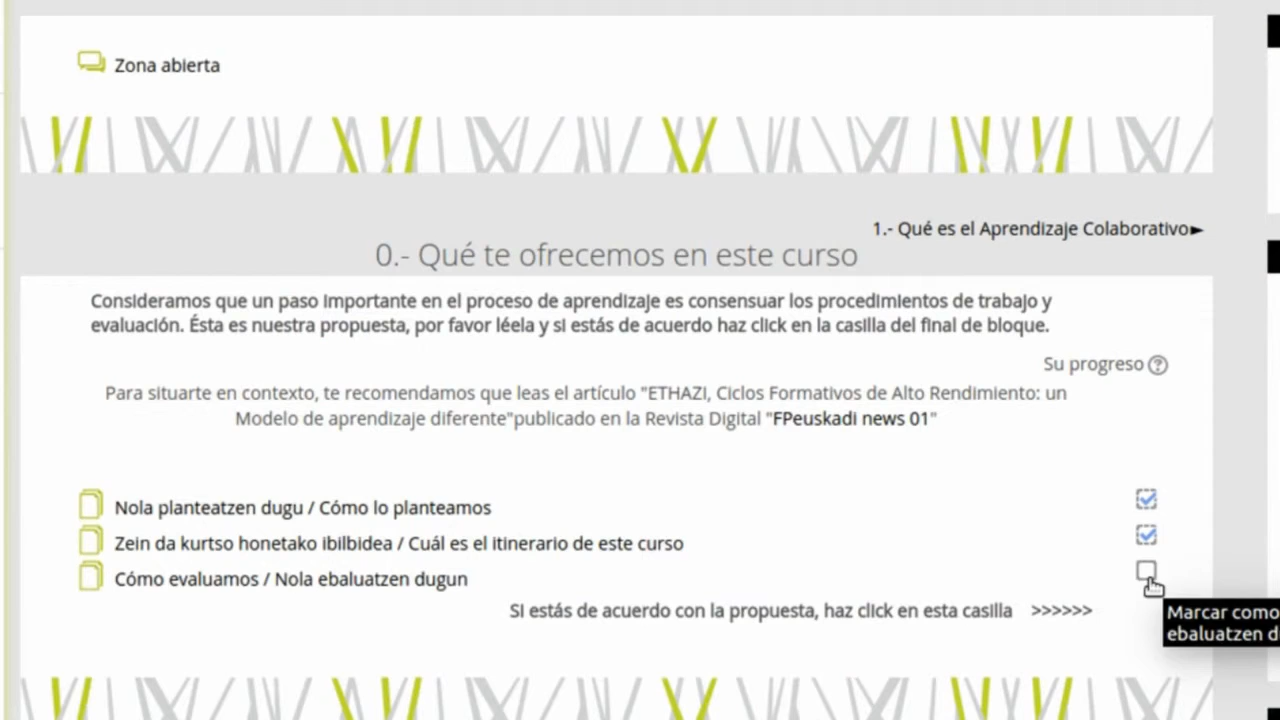 Zona abierta
1.- Qué es el Aprendizaje Colaborativo►
0.- Qué te ofrecemos en este curso
Consideramos que un paso importante en el proceso de aprendizaje es consensuar los procedimientos de trabajo y
evaluación. Ésta es nuestra propuesta, por favor léela y si estás de acuerdo haz click en la casilla del final de bloque.
Su progreso
Para situarte en contexto, te recomendamos que leas el artículo "ETHAZI, Ciclos Formativos de Alto Rendimiento: un
Modelo de aprendizaje diferente"publicado en la Revista Digital "FPeuskadi news 01"
Nola planteatzen dugu / Cómo lo planteamos
Zein da kurtso honetako ibilbidea / Cuál es el itinerario de este curso
Cómo evaluamos / Nola ebaluatzen dugun
Si estás de acuerdo con la propuesta, haz click en esta casilla >>>>>>
Marcar como
ebaluatzen d